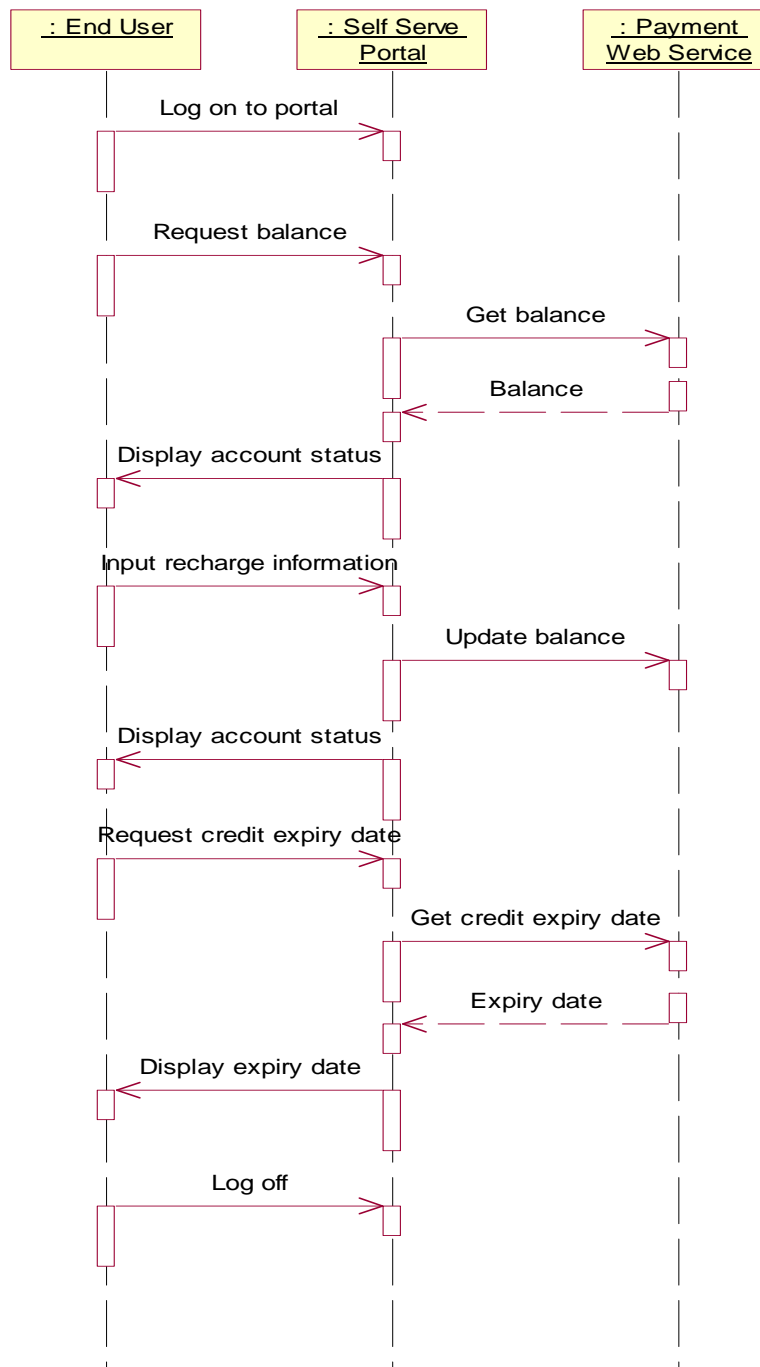 : End User
: Self Serve
Portal
: Payment
Web Service
Log on to portal
Request balance
Get balance
Balance
Display account status
Input recharge information
Update balance
Display account status
Request credit expiry date
Get credit expiry date
Expiry date
Display expiry date
Log off